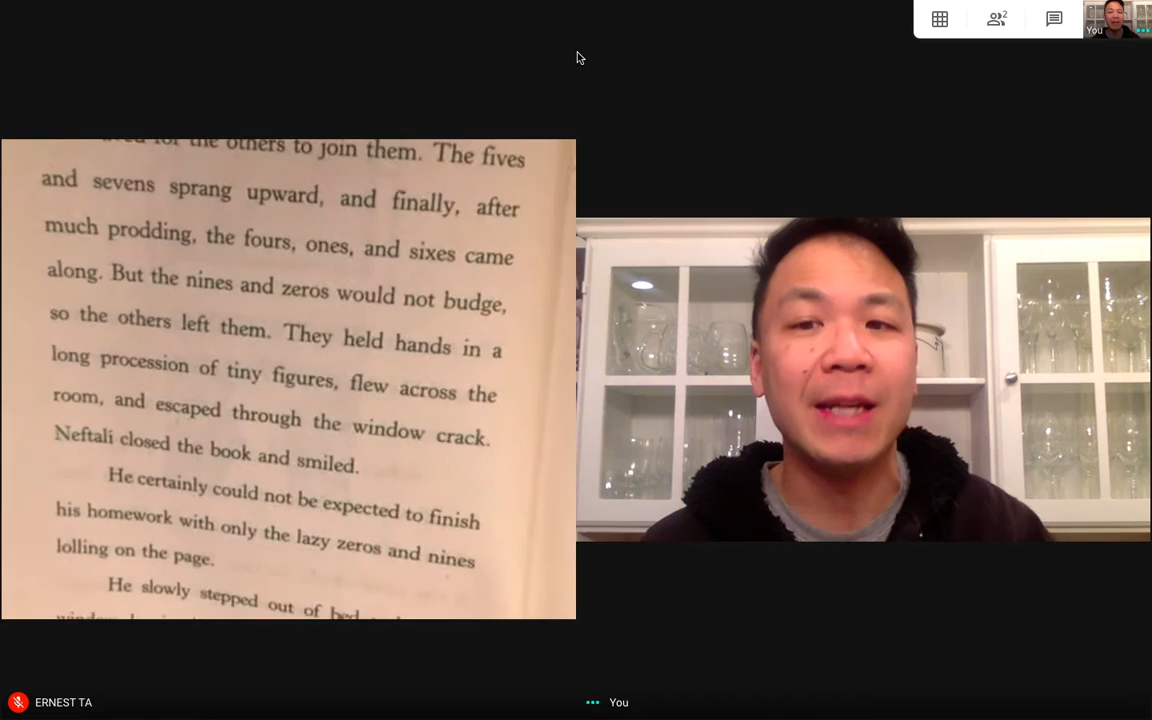 2
You
for the others to join them. The fives
and sevens sprang upward, and finally, after
much prodding, the fours, ones, and sixes came
along. But the nines and zeros would not budge,
so the others left them. They held hands in a
long procession of tiny figures, flew across the
room, and escaped through the window crack.
Neftalí closed the book and smiled.
He certainly could not be expected to finish
his homework with only the lazy zeros and nines
lolling on the page.
He slowly stepped out of bed
ERNEST TA
You